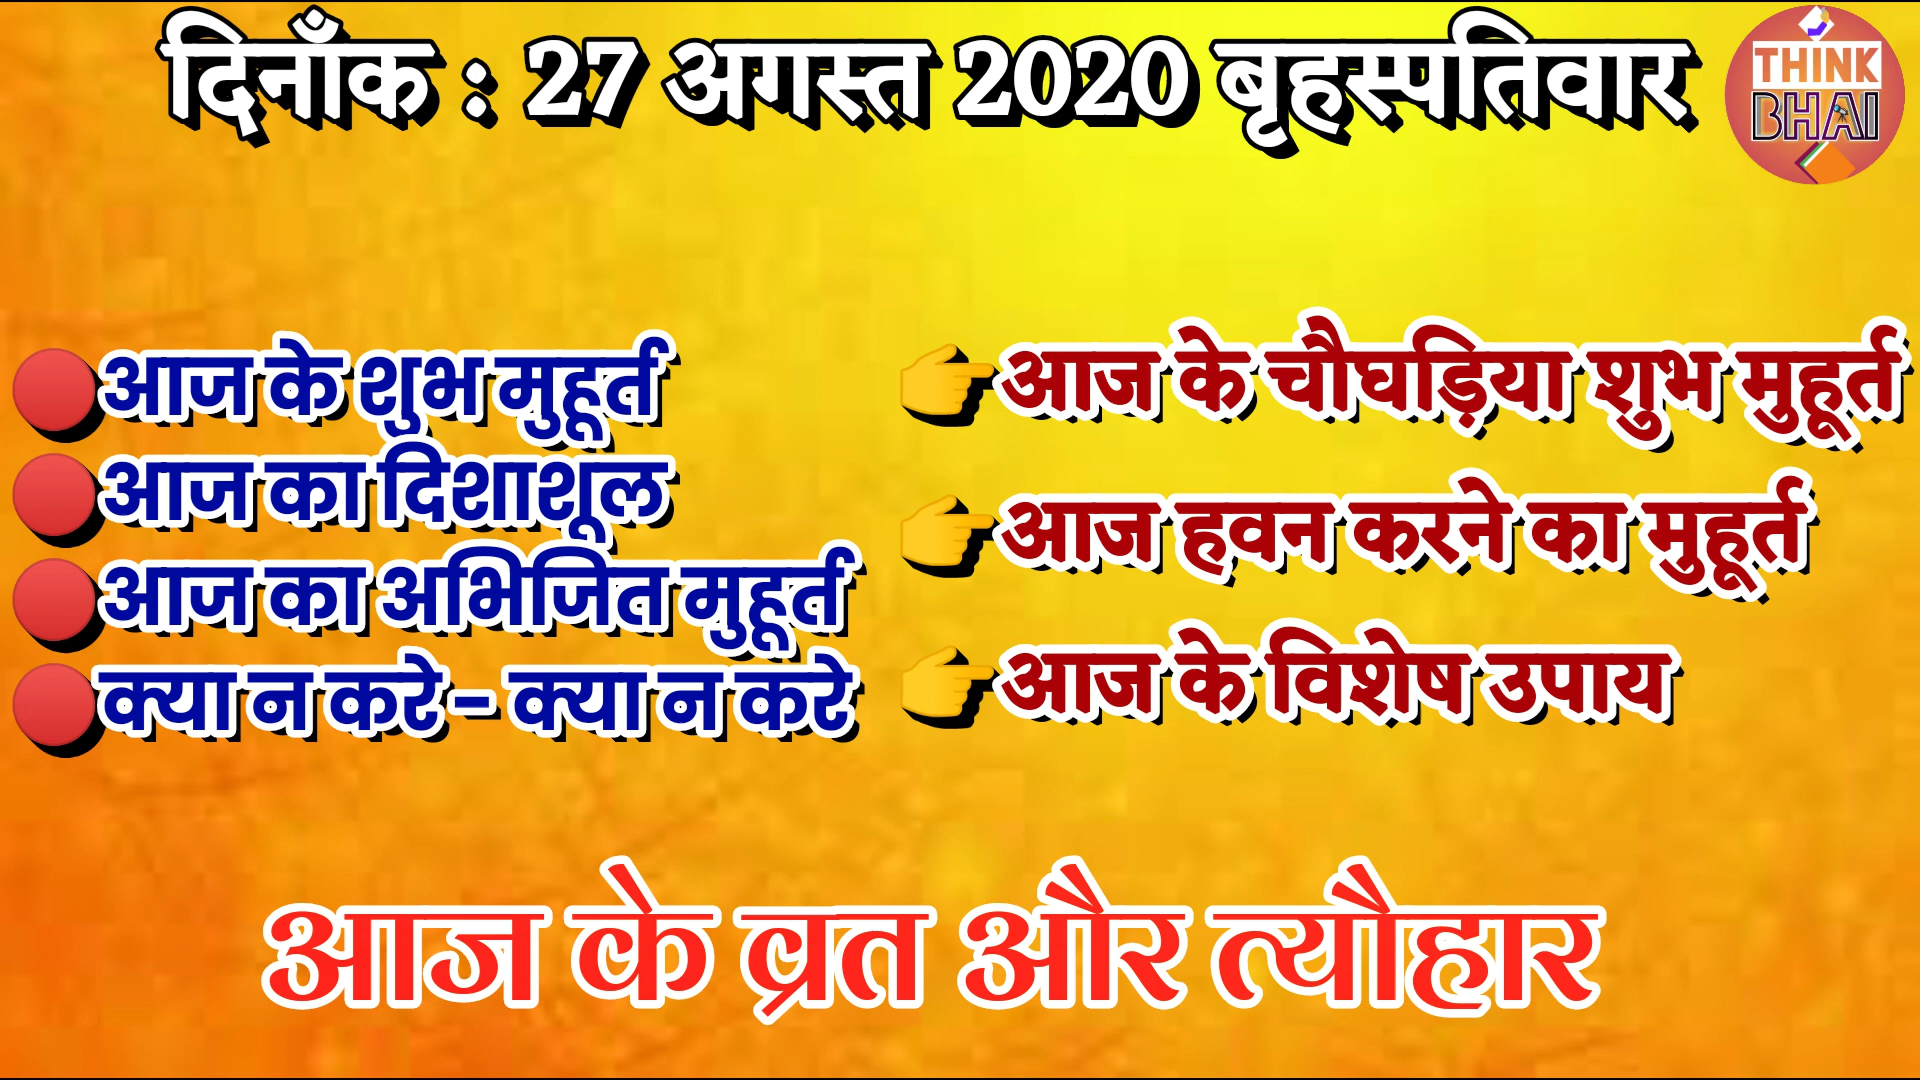 दिनाँक : 27 अगस्त 2020 बृहस्पतिवार
THINK
BHAI
आज के शुभ मुहूर्त
आज का दिशाशूल
आज का अभिजित मुहूर्त
क्या न करे - क्या न करे
आज के चौघड़िया शुभ मुहूर्त
आज हवन करने का मुहूर्त
आज के विशेष उपाय
आज के व्रत और त्यौहार